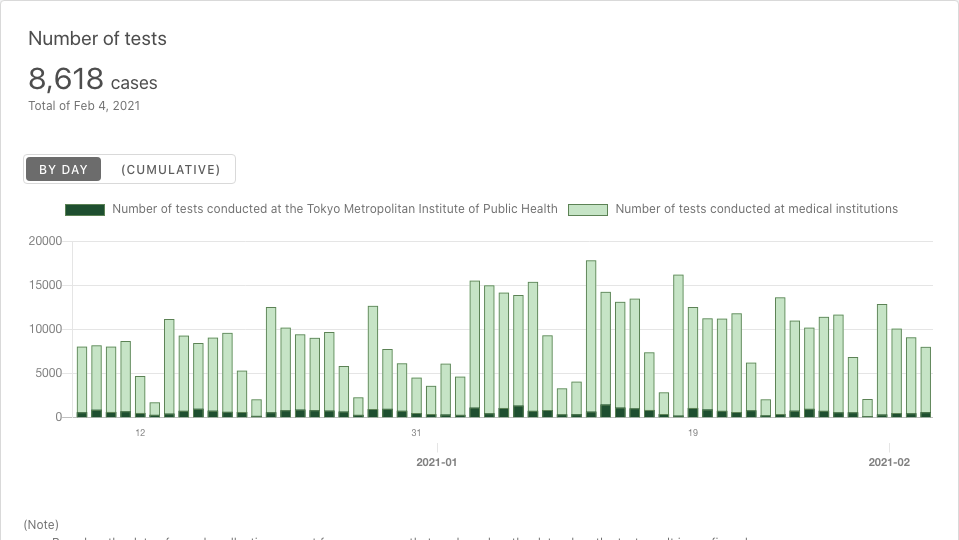 Number of tests
8,618 cases
Total of Feb 4, 2021
BY DAY (CUMULATIVE)
Number of tests conducted at the Tokyo Metropolitan Institute of Public Health Number of tests conducted at medical institutions
20000
15000
10000
5000
0
12 31 19
2021-01 2021-02
(Note)